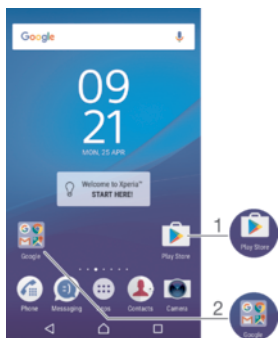 Google
09
21
MON, 25 APR
Welcome to Xperia™
START HERE!
Google
Play Store
1
Play Store
Phone
Messaging
Apps
Contacts
Camera
2
Google